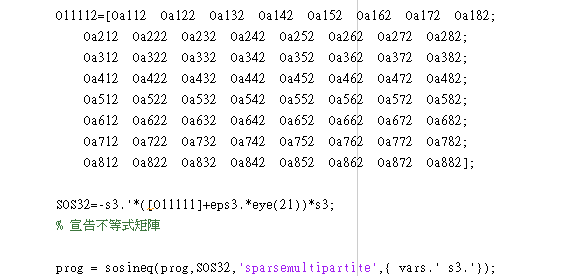 O11112=[Oa112 Oa122 Oa132 Oa142 Oa152 Oa162 Oa172 Oa182;
Oa212 Oa222 Oa232 Oa242 Oa252 Oa262 Oa272 Oa282;
Oa312 Oa322 Oa332 Oa342 Oa352 Oa362 Oa372 Oa382;
Oa412 Oa422 Oa432 Oa442 Oa452 Oa462 Oa472 Oa482;
Oa512 Oa522 Oa532 Oa542 Oa552 Oa562 Oa572 Oa582;
Oa612 Oa622 Oa632 Oa642 Oa652 Oa662 Oa672 Oa682;
Oa712 Oa722 Oa732 Oa742 Oa752 Oa762 Oa772 Oa782;
Oa812 Oa822 Oa832 Oa842 Oa852 Oa862 Oa872 Oa882];
SOS32=-s3.'*([O11111]+eps3.*eye(21))*s3;
% 宣告不等式矩陣
prog = sosineq(prog,SOS32,'sparsemultipartite',{ vars.' s3.'});